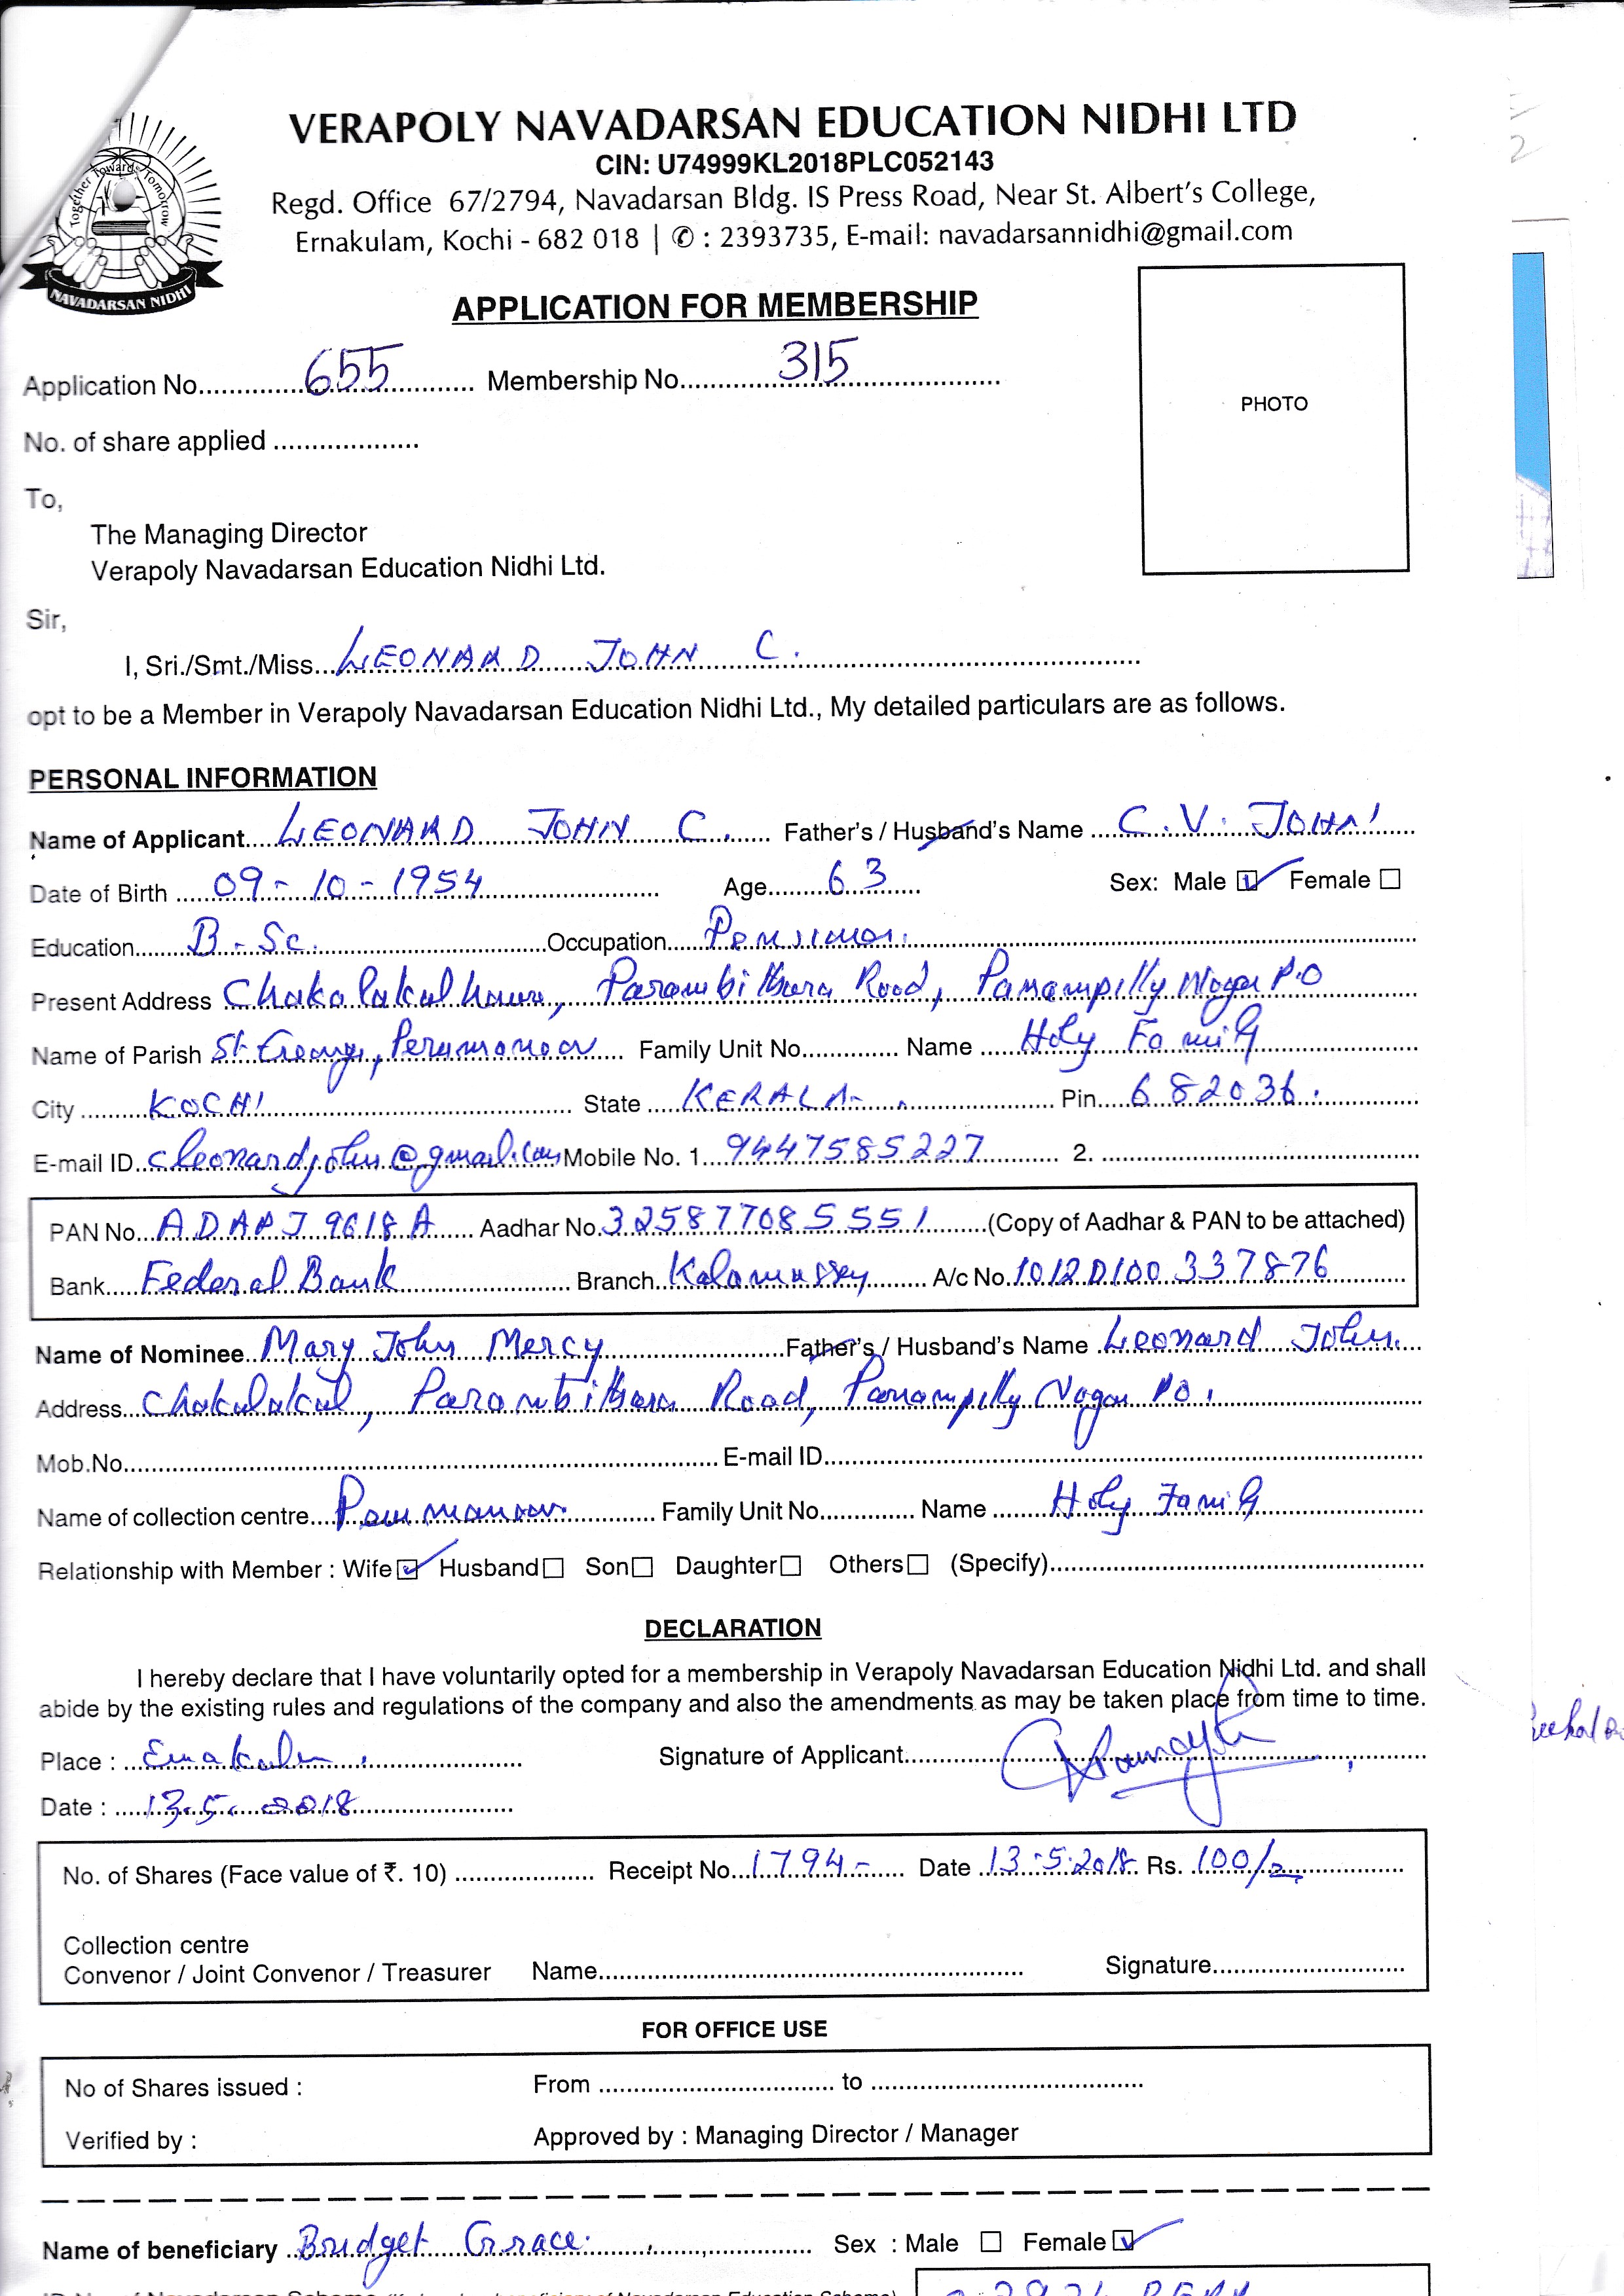 Together Towards Tomorrow
NAVADARSAN NIDHI
VERAPOLY NAVADARSAN EDUCATION NIDHI LTD
CIN: U74999KL2018PLC052143
Regd. Office 67/2794, Navadarsan Bldg. IS Press Road, Near St. Albert's College,
Ernakulam, Kochi - 682 018 | ✆ : 2393735, E-mail: navadarsannidhi@gmail.com
APPLICATION FOR MEMBERSHIP
PHOTO
Application No. 655 Membership No. 315
No. of share applied
To,
The Managing Director
Verapoly Navadarsan Education Nidhi Ltd.
Sir,
I, Sri./Smt./Miss. LEONARD JOHN C.
opt to be a Member in Verapoly Navadarsan Education Nidhi Ltd., My detailed particulars are as follows.
PERSONAL INFORMATION
Name of Applicant LEONARD JOHN C. Father's / Husband's Name C.V. JOHN
Date of Birth 09-10-1954 Age 63 Sex: Male Female
Education B.Sc. Occupation Pensioner
Present Address Chakalakal house, Parambithara Road, Panampilly Nagar P.O
Name of Parish St. George, Perumanoor Family Unit No. Name Holy Family
City KOCHI State KERALA Pin 682036.
E-mail ID cleonardjohn@gmail.com Mobile No. 1. 9447585227 2.
PAN No. ADAPJ9618A Aadhar No. 325877085551 (Copy of Aadhar & PAN to be attached)
Bank Federal Bank Branch Kalamassey A/c No. 10120100337876
Name of Nominee Mary John Mercy Father's / Husband's Name Leonard John.
Address Chakalakal, Parambithara Road, Panampilly Nagar P.O.
Mob.No. E-mail ID
Name of collection centre Perumanoor Family Unit No. Name Holy Family
Relationship with Member : Wife Husband Son Daughter Others (Specify)
DECLARATION
I hereby declare that I have voluntarily opted for a membership in Verapoly Navadarsan Education Nidhi Ltd. and shall
abide by the existing rules and regulations of the company and also the amendments as may be taken place from time to time.
Place : Ernakulam Signature of Applicant
Date : 13.5.2018
No. of Shares (Face value of ₹. 10) Receipt No. 1794 Date 13-5-2018 Rs. 100/-
Collection centre
Convenor / Joint Convenor / Treasurer Name Signature
FOR OFFICE USE
No of Shares issued : From to
Verified by : Approved by : Managing Director / Manager
Name of beneficiary Bridget Grace Sex : Male Female